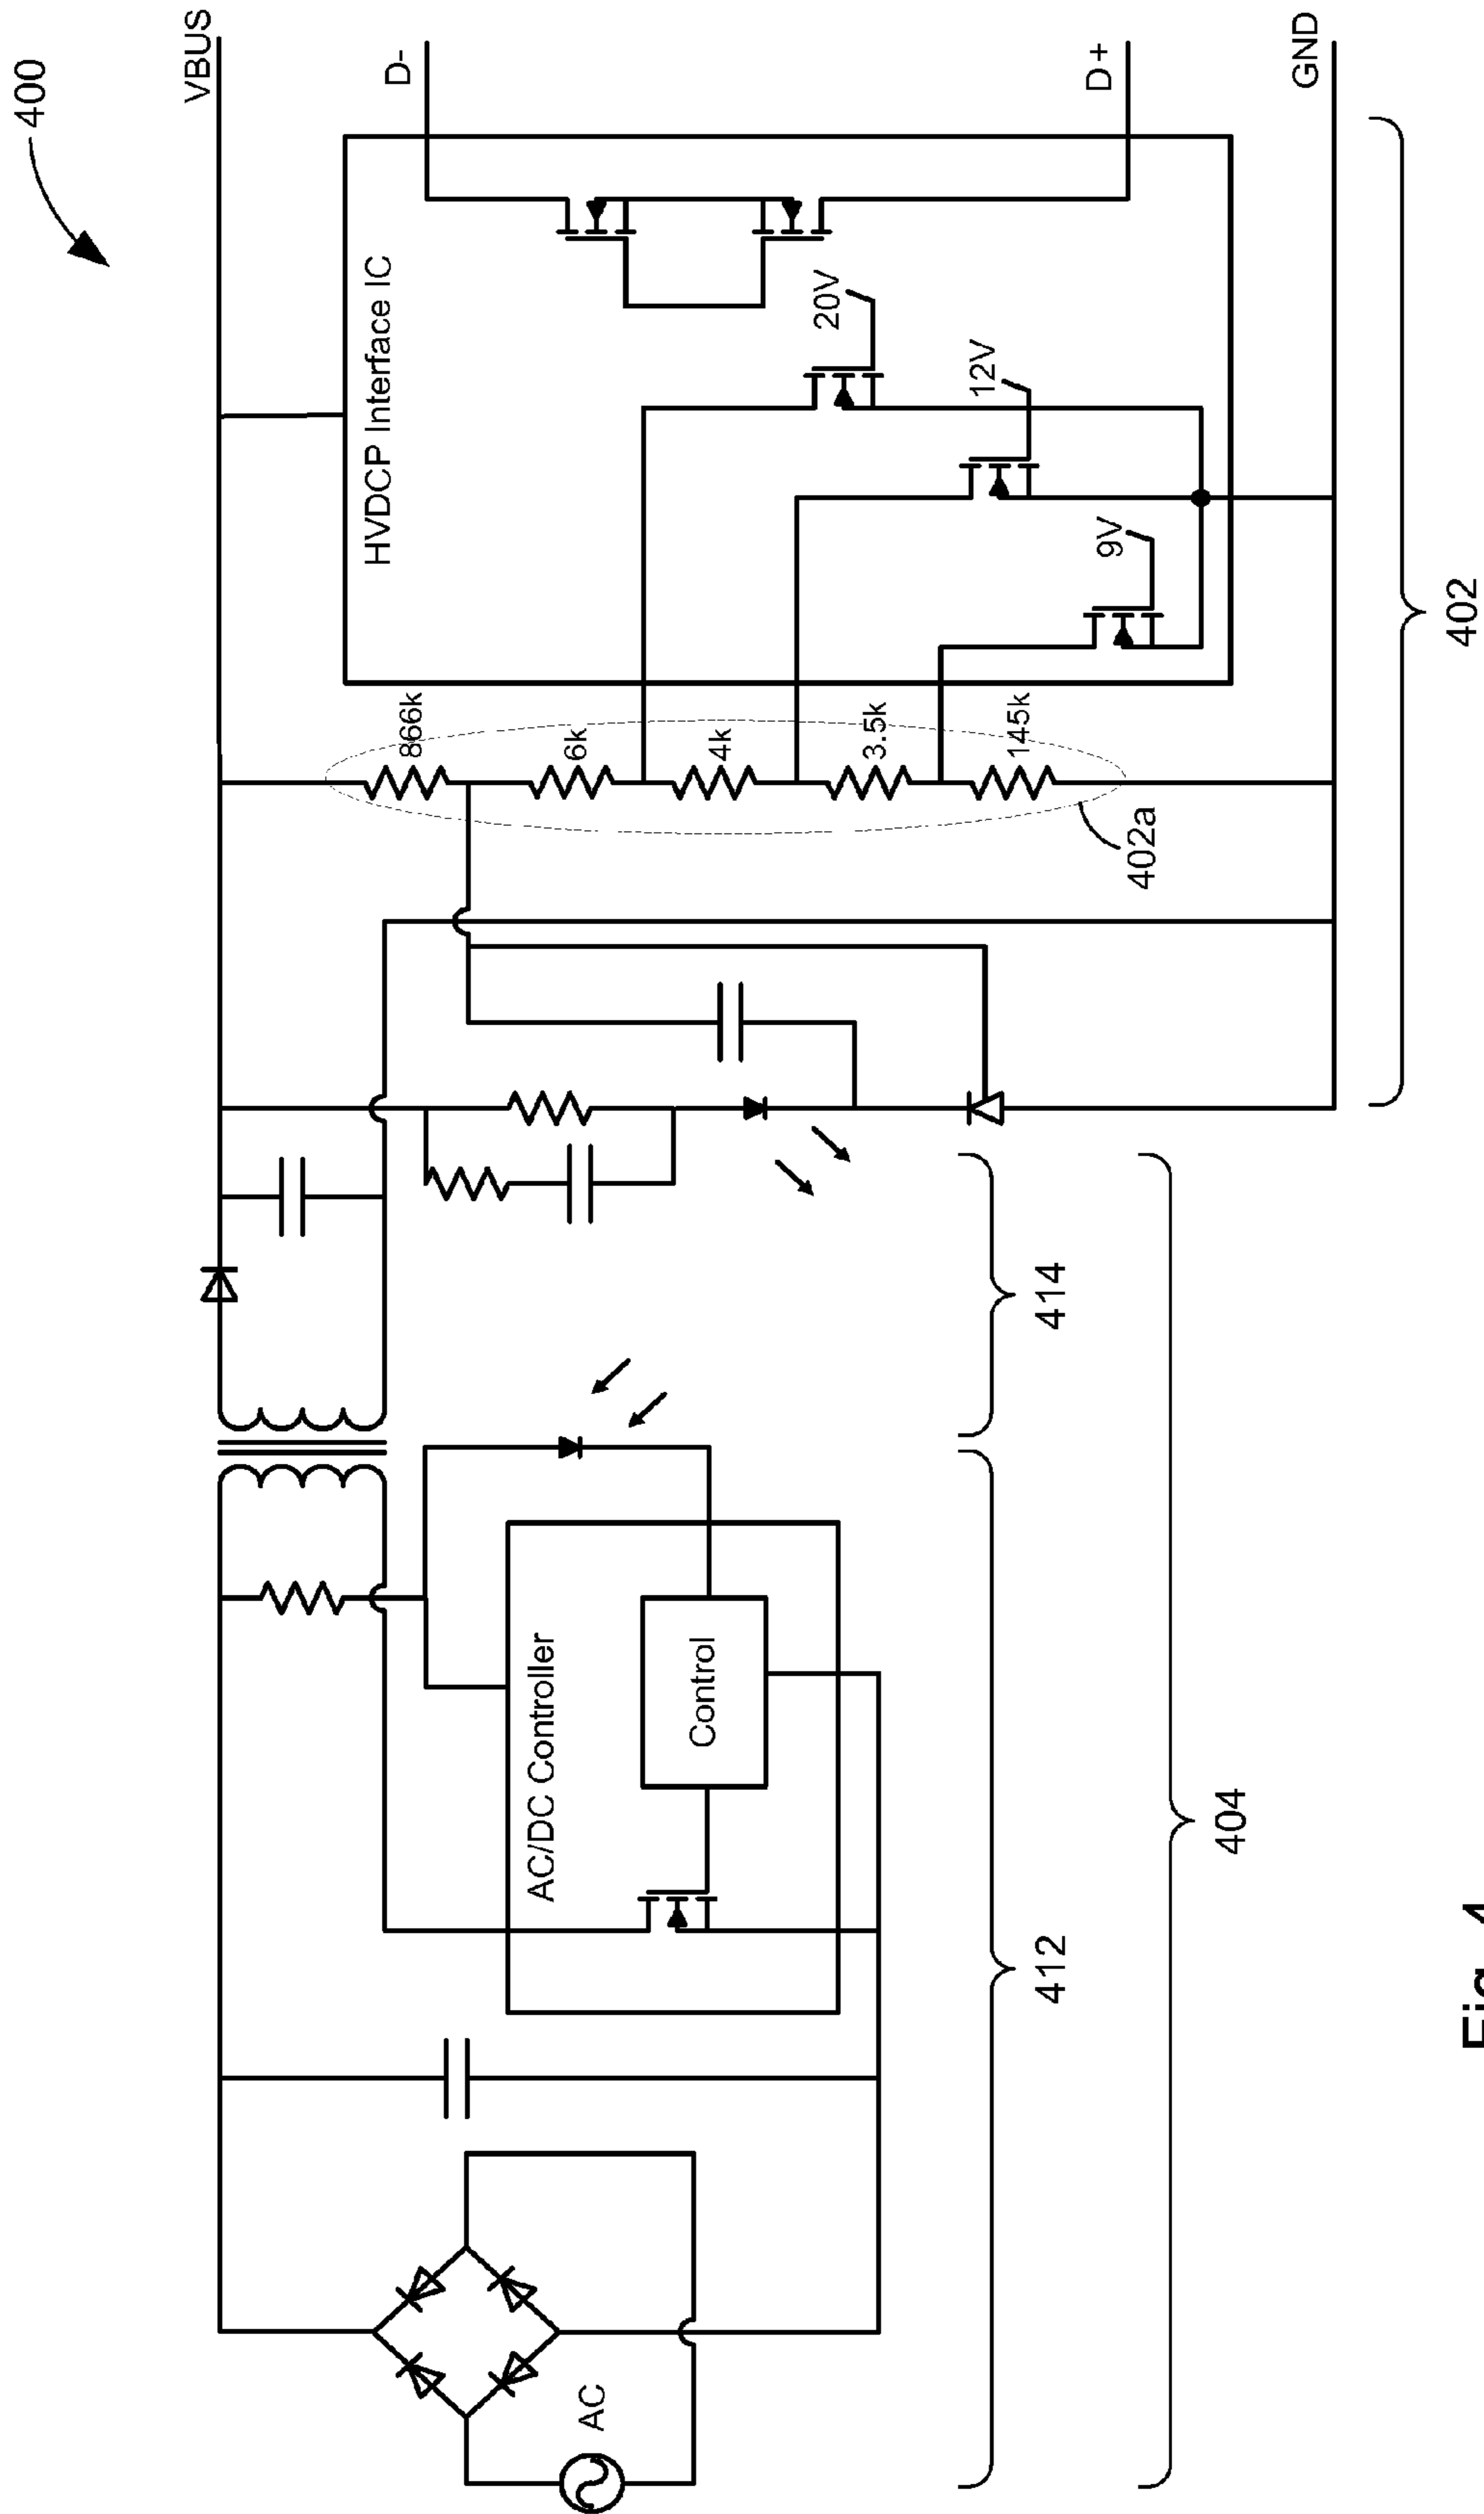 400
VBUS
D-
D+
GND
HVDCP Interface IC
20V
12V
9V
866k
6k
4k
3.5k
145k
402a
402
AC/DC Controller
Control
AC
414
412
404